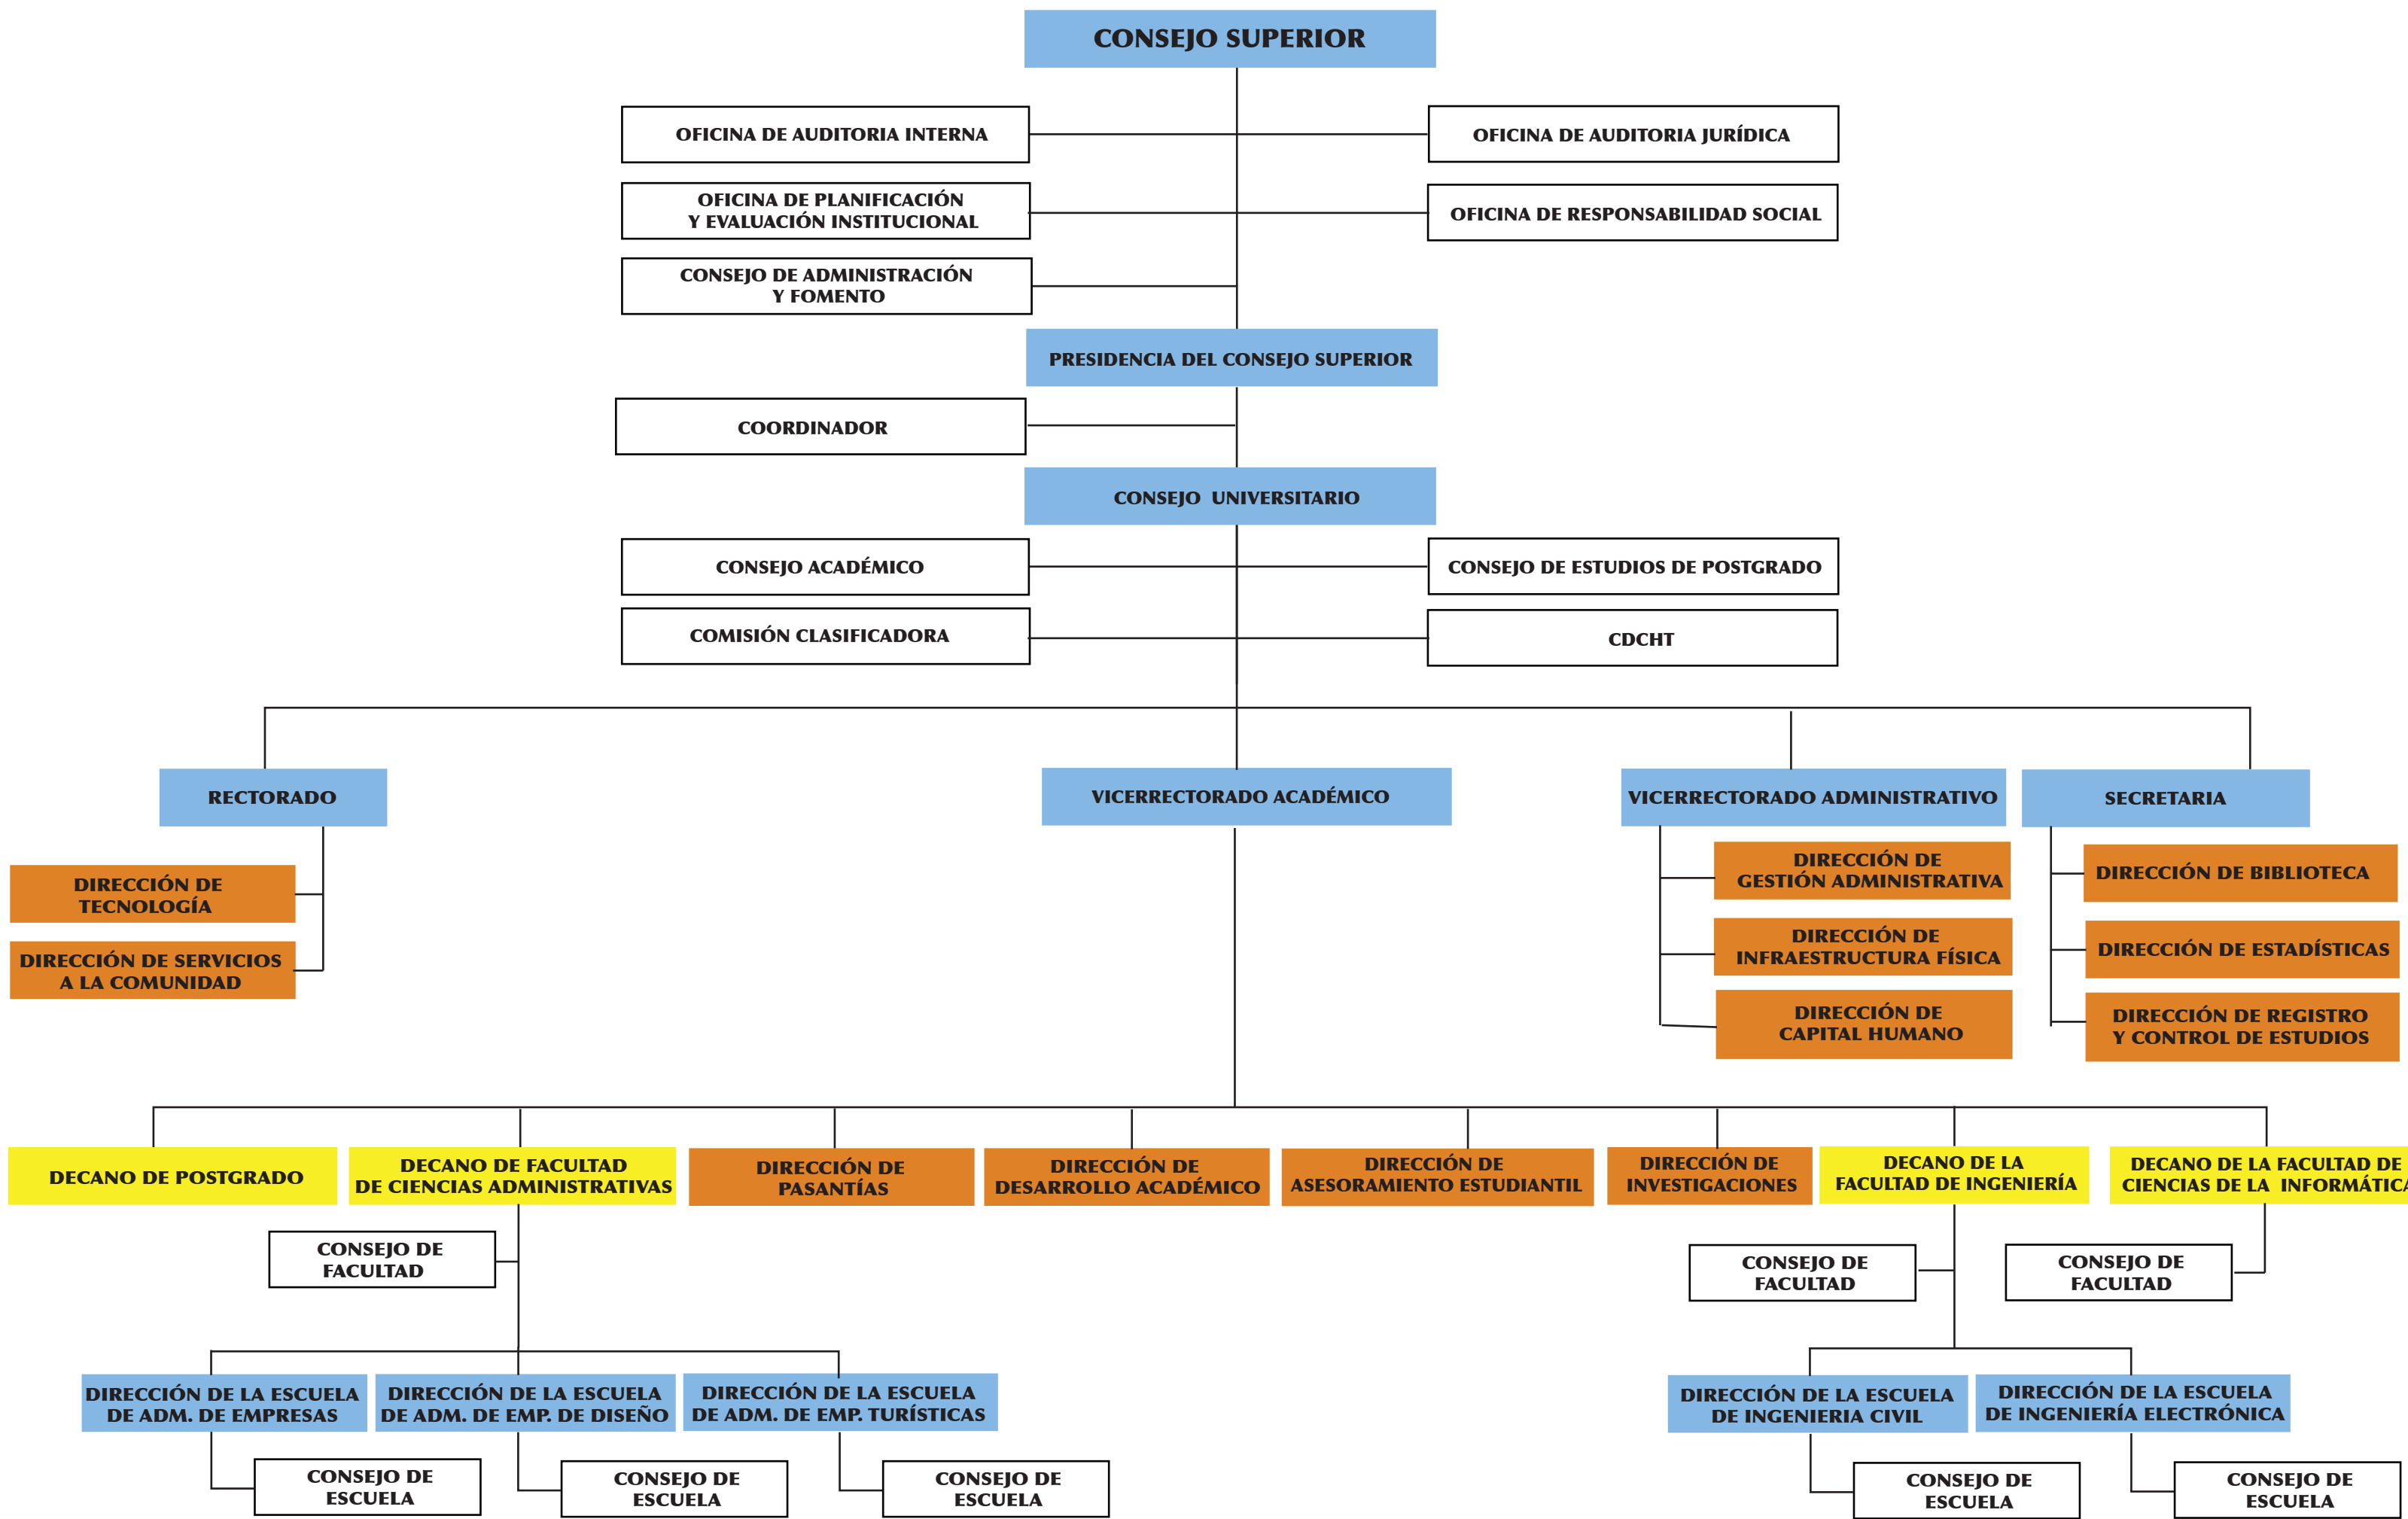 CONSEJO SUPERIOR
OFICINA DE AUDITORIA INTERNA
OFICINA DE AUDITORIA JURÍDICA
OFICINA DE PLANIFICACIÓN
Y EVALUACIÓN INSTITUCIONAL
OFICINA DE RESPONSABILIDAD SOCIAL
CONSEJO DE ADMINISTRACIÓN
Y FOMENTO
PRESIDENCIA DEL CONSEJO SUPERIOR
COORDINADOR
CONSEJO UNIVERSITARIO
CONSEJO ACADÉMICO
CONSEJO DE ESTUDIOS DE POSTGRADO
COMISIÓN CLASIFICADORA
CDCHT
RECTORADO
VICERRECTORADO ACADÉMICO
VICERRECTORADO ADMINISTRATIVO
SECRETARIA
DIRECCIÓN DE
TECNOLOGÍA
DIRECCIÓN DE SERVICIOS
A LA COMUNIDAD
DIRECCIÓN DE
GESTIÓN ADMINISTRATIVA
DIRECCIÓN DE
INFRAESTRUCTURA FÍSICA
DIRECCIÓN DE
CAPITAL HUMANO
DIRECCIÓN DE BIBLIOTECA
DIRECCIÓN DE ESTADÍSTICAS
DIRECCIÓN DE REGISTRO
Y CONTROL DE ESTUDIOS
DECANO DE POSTGRADO
DECANO DE FACULTAD
DE CIENCIAS ADMINISTRATIVAS
DIRECCIÓN DE
PASANTÍAS
DIRECCIÓN DE
DESARROLLO ACADÉMICO
DIRECCIÓN DE
ASESORAMIENTO ESTUDIANTIL
DIRECCIÓN DE
INVESTIGACIONES
DECANO DE LA
FACULTAD DE INGENIERÍA
DECANO DE LA FACULTAD DE
CIENCIAS DE LA INFORMÁTICA
CONSEJO DE
FACULTAD
CONSEJO DE
FACULTAD
CONSEJO DE
FACULTAD
DIRECCIÓN DE LA ESCUELA
DE ADM. DE EMPRESAS
DIRECCIÓN DE LA ESCUELA
DE ADM. DE EMP. DE DISEÑO
DIRECCIÓN DE LA ESCUELA
DE ADM. DE EMP. TURÍSTICAS
DIRECCIÓN DE LA ESCUELA
DE INGENIERIA CIVIL
DIRECCIÓN DE LA ESCUELA
DE INGENIERÍA ELECTRÓNICA
CONSEJO DE
ESCUELA
CONSEJO DE
ESCUELA
CONSEJO DE
ESCUELA
CONSEJO DE
ESCUELA
CONSEJO DE
ESCUELA